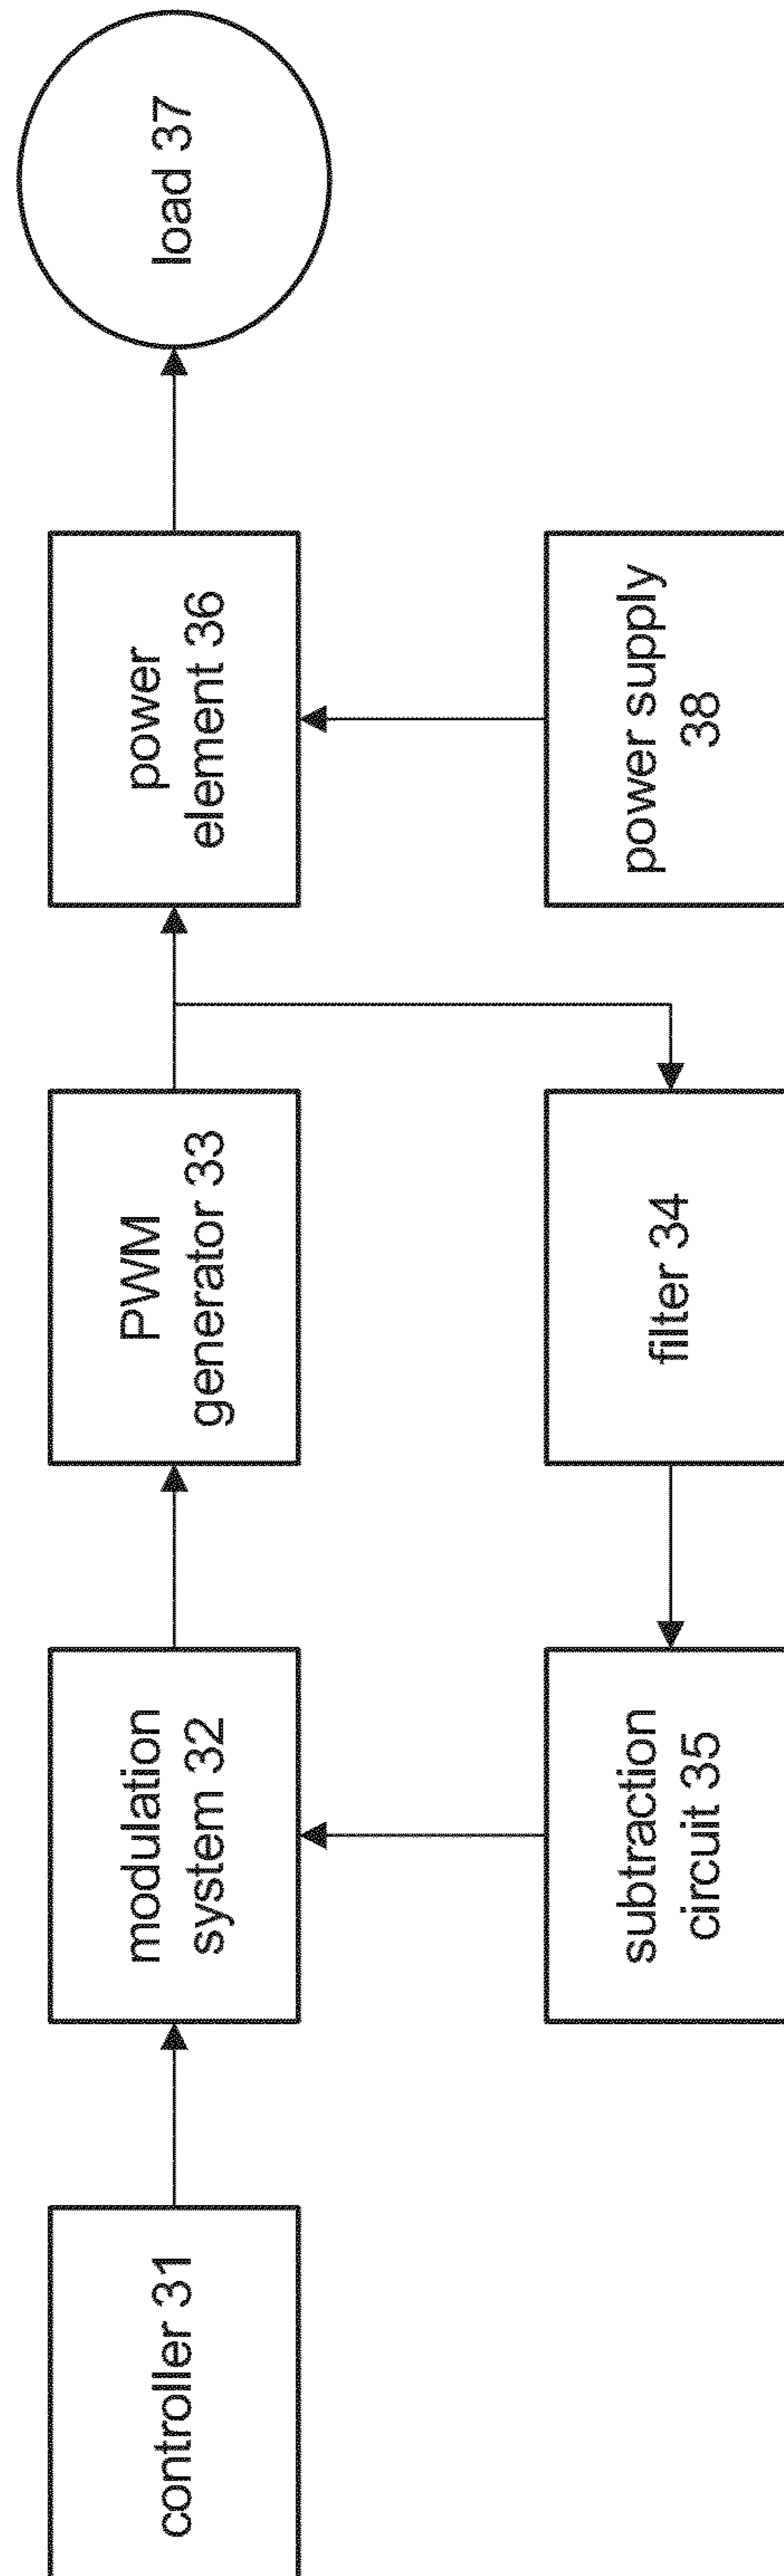 controller 31
modulation
system 32
PWM
generator 33
power
element 36
load 37
subtraction
circuit 35
filter 34
power supply
38